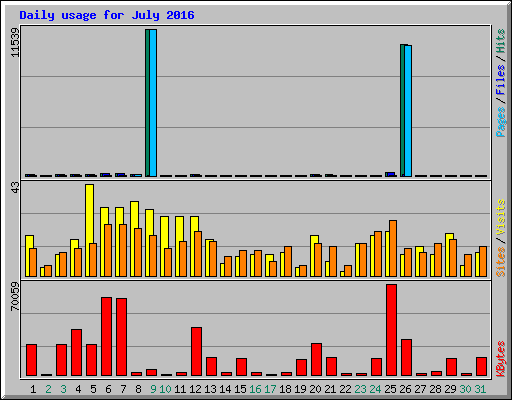 Daily usage for July 2016
11539
43
70059
Pages / Files / Hits
Sites / Visits
KBytes
1 2 3 4 5 6 7 8 9 10 11 12 13 14 15 16 17 18 19 20 21 22 23 24 25 26 27 28 29 30 31